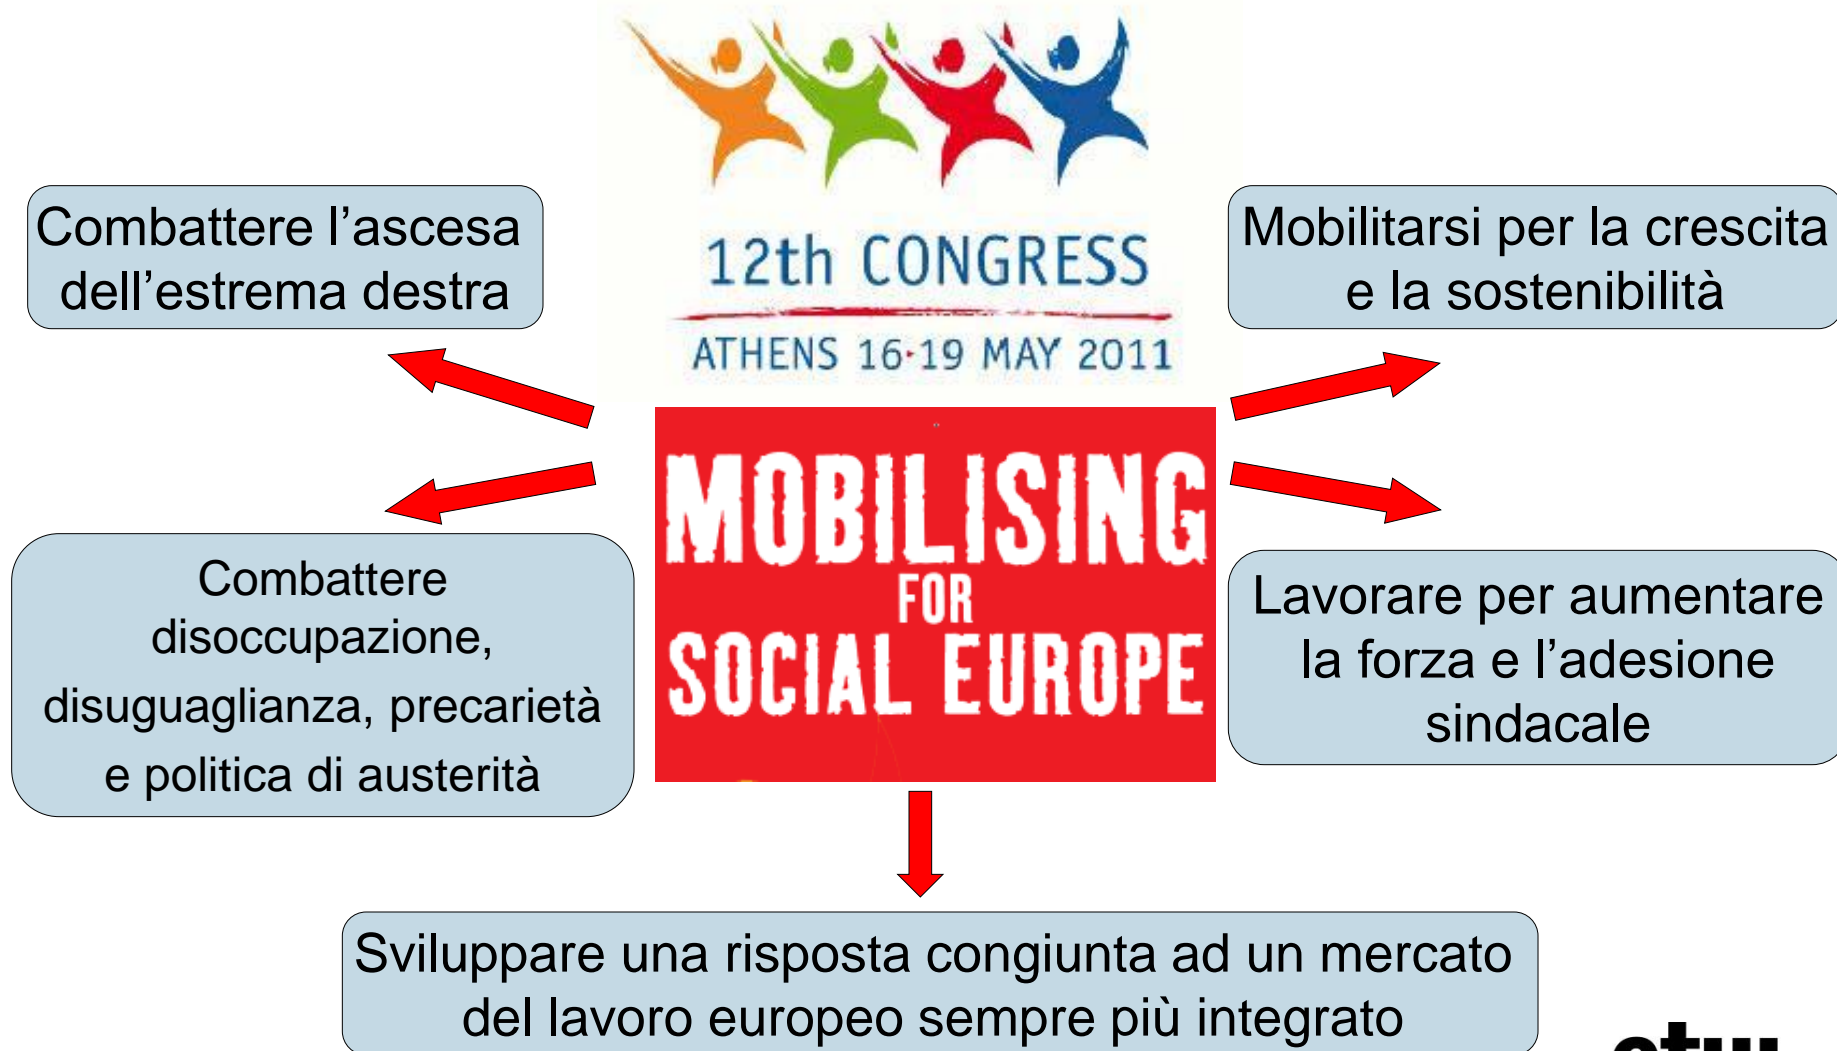 12th CONGRESS
ATHENS 16·19 MAY 2011
Combattere l’ascesa
dell’estrema destra
Mobilitarsi per la crescita
e la sostenibilità
MOBILISING
FOR
SOCIAL EUROPE
Combattere
disoccupazione,
disuguaglianza, precarietà
e politica di austerità
Lavorare per aumentare
la forza e l’adesione
sindacale
Sviluppare una risposta congiunta ad un mercato
del lavoro europeo sempre più integrato